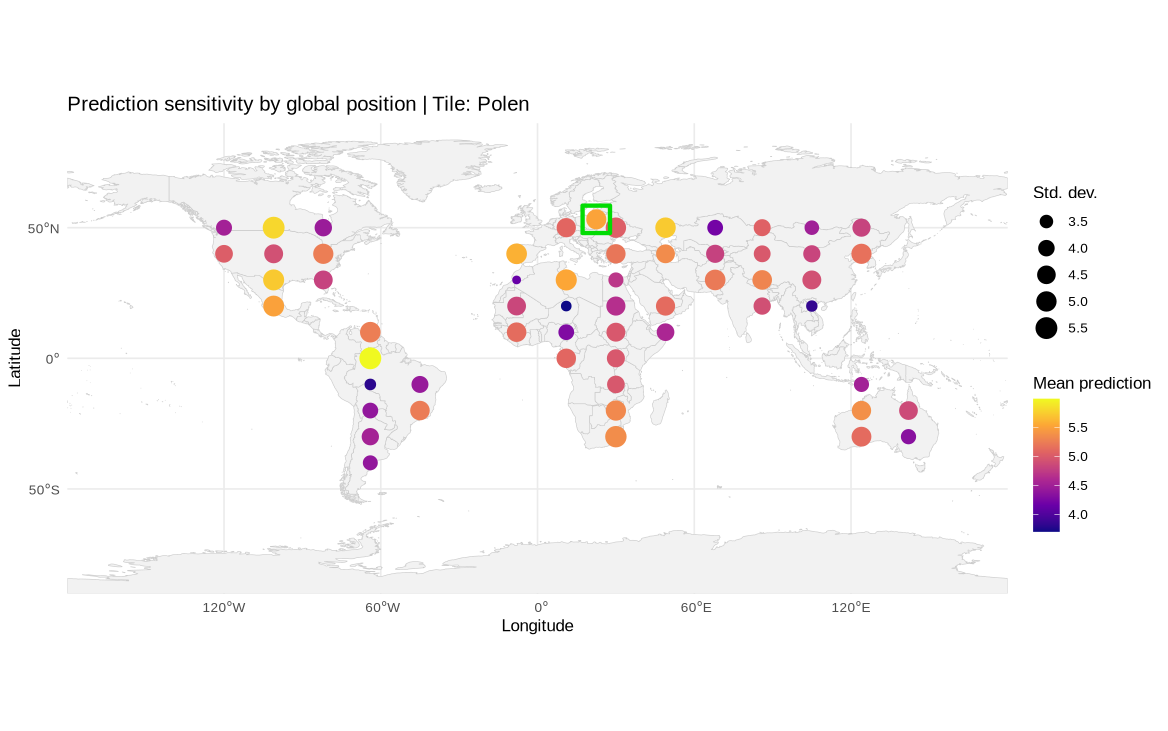 Prediction sensitivity by global position | Tile: Polen
Std. dev.
3.5
4.0
4.5
5.0
5.5
Mean prediction
5.5
5.0
4.5
4.0
50°N
0°
50°S
Latitude
120°W
60°W
0°
60°E
120°E
Longitude